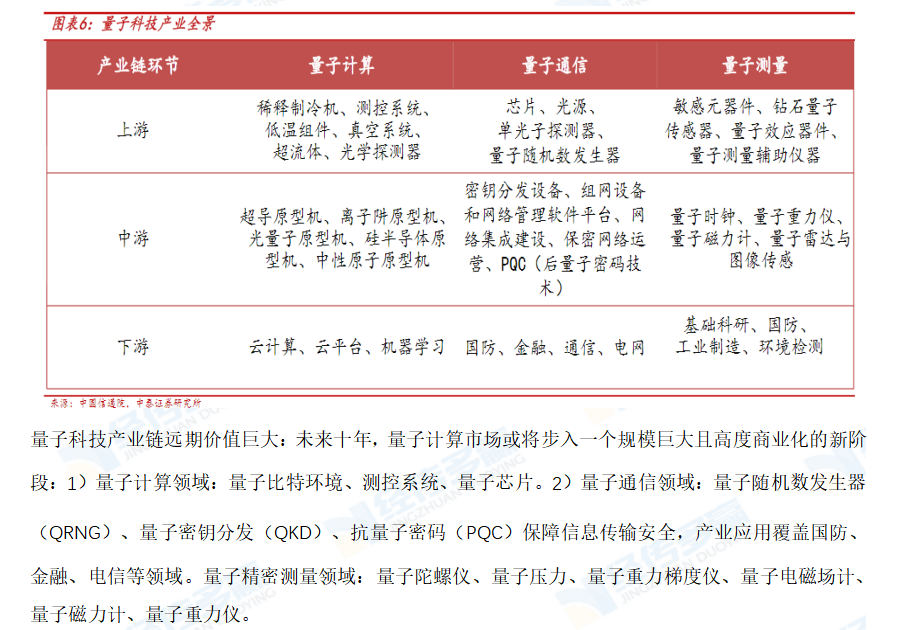 图表6：量子科技产业全景
产业链环节 量子计算 量子通信 量子测量
上游
稀释制冷机、测控系统、
低温组件、真空系统、
超流体、光学探测器
芯片、光源、
单光子探测器、
量子随机数发生器
敏感元器件、钻石量子
传感器、量子效应器件、
量子测量辅助仪器
中游
超导原型机、离子阱原型机、
光量子原型机、硅半导体原
型机、中性原子原型机
密钥分发设备、组网设备
和网络管理软件平台、网
络集成建设、保密网络运
营、PQC（后量子密码技
术）
量子时钟、量子重力仪、
量子磁力计、量子雷达与
图像传感
下游
云计算、云平台、机器学习
国防、金融、通信、电网
基础科研、国防、
工业制造、环境检测
来源：中国信通院，中泰证券研究所
量子科技产业链远期价值巨大：未来十年，量子计算市场或将步入一个规模巨大且高度商业化的新阶
段：1）量子计算领域：量子比特环境、测控系统、量子芯片。2）量子通信领域：量子随机数发生器
（QRNG）、量子密钥分发（QKD）、抗量子密码（PQC）保障信息传输安全，产业应用覆盖国防、
金融、电信等领域。量子精密测量领域：量子陀螺仪、量子压力、量子重力梯度仪、量子电磁场计、
量子磁力计、量子重力仪。